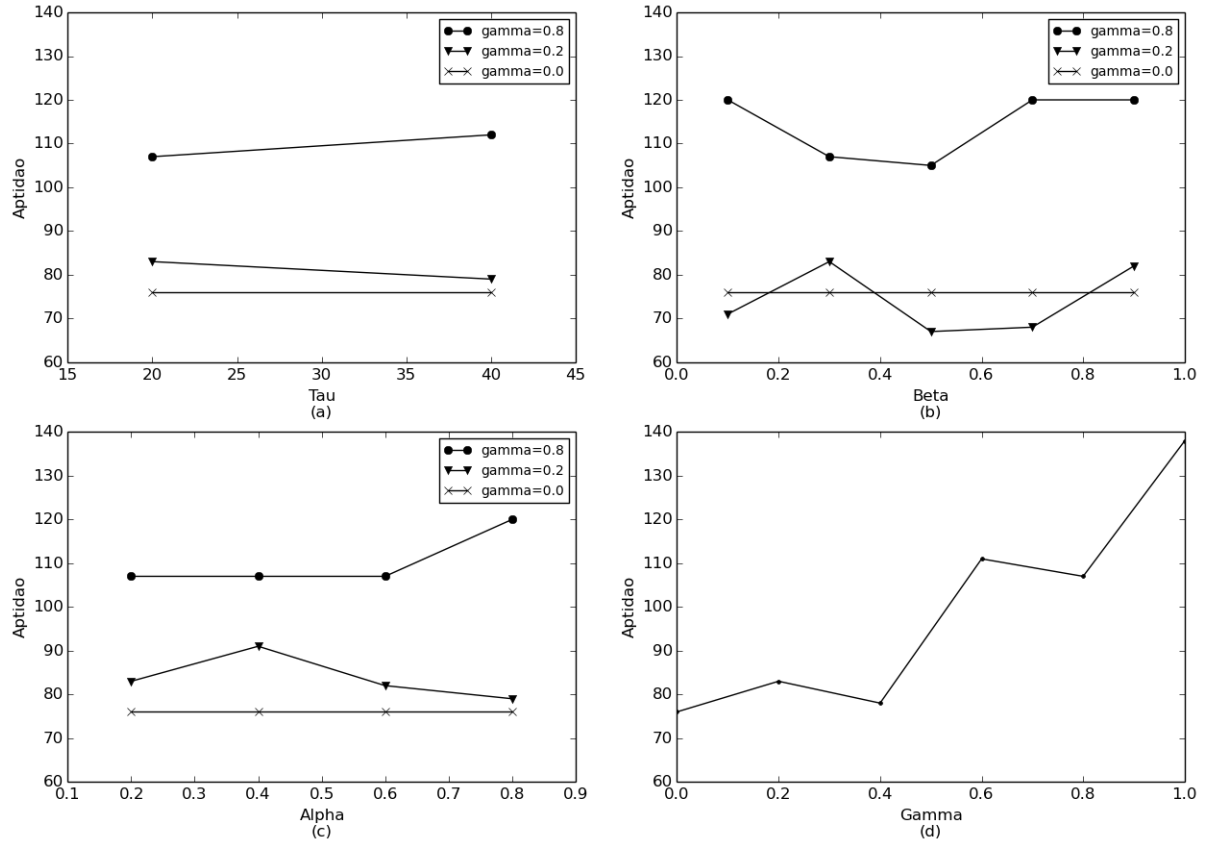 140
130
120
110
100
90
80
70
60
Aptidao
gamma=0.8
gamma=0.2
gamma=0.0
15 20 25 30 35 40 45
Tau
(a)
140
130
120
110
100
90
80
70
60
Aptidao
gamma=0.8
gamma=0.2
gamma=0.0
0.0 0.2 0.4 0.6 0.8 1.0
Beta
(b)
140
130
120
110
100
90
80
70
60
Aptidao
gamma=0.8
gamma=0.2
gamma=0.0
0.1 0.2 0.3 0.4 0.5 0.6 0.7 0.8 0.9
Alpha
(c)
140
130
120
110
100
90
80
70
60
Aptidao
0.0 0.2 0.4 0.6 0.8 1.0
Gamma
(d)